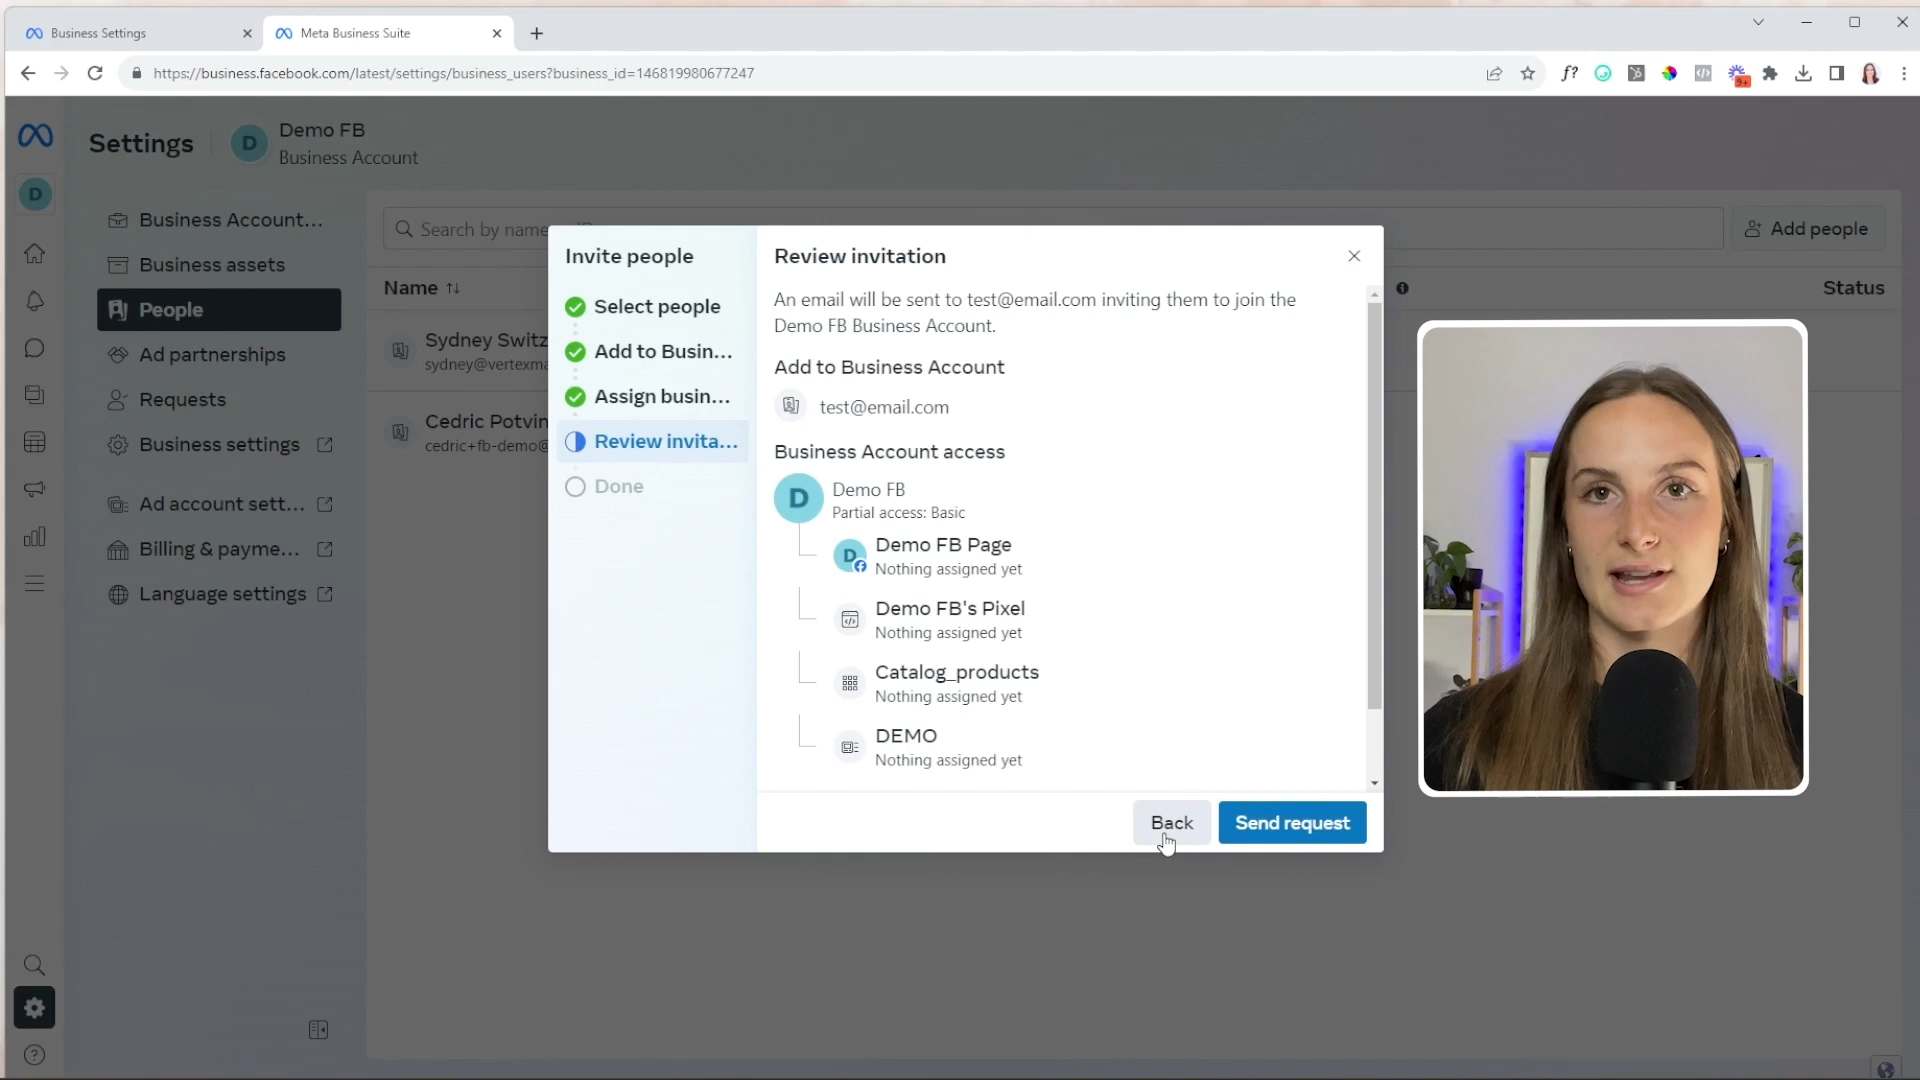 Business Settings
Meta Business Suite
https://business.facebook.com/latest/settings/business_users?business_id=146819980677247
f?
9+
Settings
D
Demo FB
Business Account
D
Business Account...
Business assets
People
Ad partnerships
Requests
Business settings
Ad account sett...
Billing & payme...
Language settings
Search by name
Add people
Name
Status
Sydney Switz
sydney@vertexma
Cedric Potvin
cedric+fb-demo@
Invite people
Select people
Add to Busin...
Assign busin...
Review invita...
Done
Review invitation
An email will be sent to test@email.com inviting them to join the
Demo FB Business Account.
Add to Business Account
test@email.com
Business Account access
D
Demo FB
Partial access: Basic
D
Demo FB Page
Nothing assigned yet
Demo FB's Pixel
Nothing assigned yet
Catalog_products
Nothing assigned yet
DEMO
Nothing assigned yet
Back
Send request